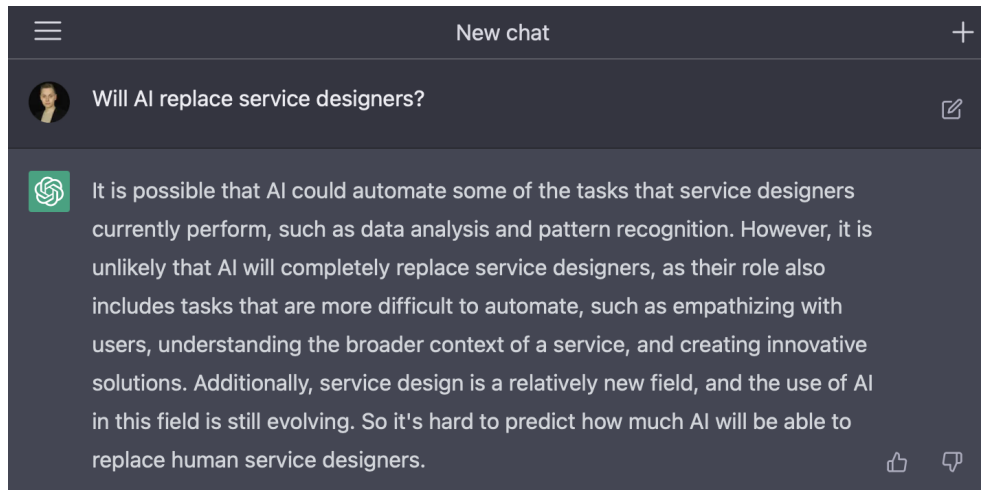 New chat
Will AI replace service designers?
It is possible that AI could automate some of the tasks that service designers
currently perform, such as data analysis and pattern recognition. However, it is
unlikely that AI will completely replace service designers, as their role also
includes tasks that are more difficult to automate, such as empathizing with
users, understanding the broader context of a service, and creating innovative
solutions. Additionally, service design is a relatively new field, and the use of AI
in this field is still evolving. So it's hard to predict how much AI will be able to
replace human service designers.